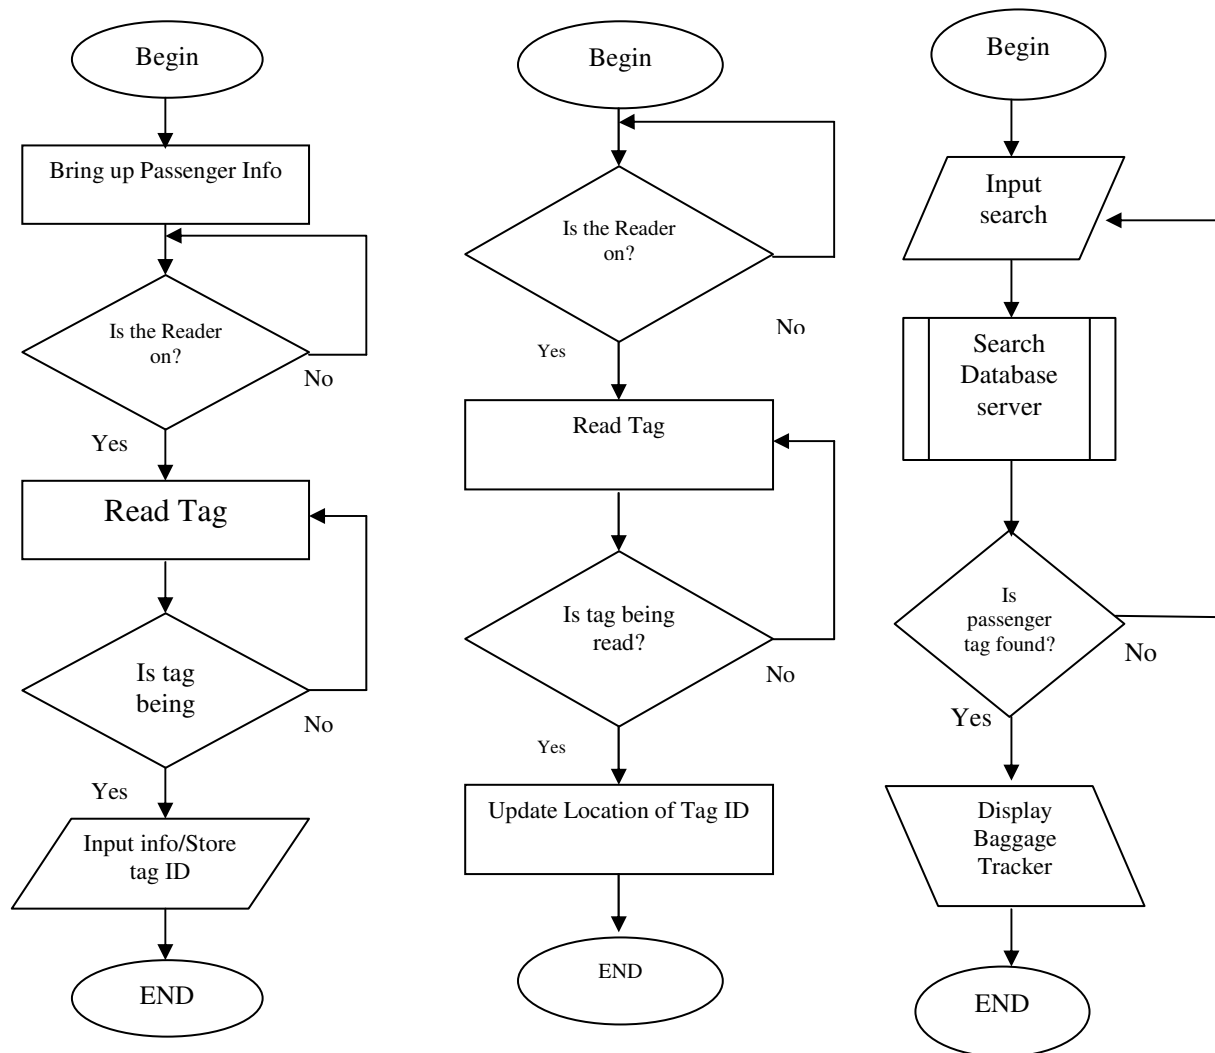 Begin
Bring up Passenger Info
Is the Reader
on?
No
Yes
Read Tag
Is tag
being
No
Yes
Input info/Store
tag ID
END
Begin
Is the Reader
on?
No
Yes
Read Tag
Is tag being
read?
No
Yes
Update Location of Tag ID
END
Begin
Input
search
Search
Database
server
Is
passenger
tag found?
No
Yes
Display
Baggage
Tracker
END